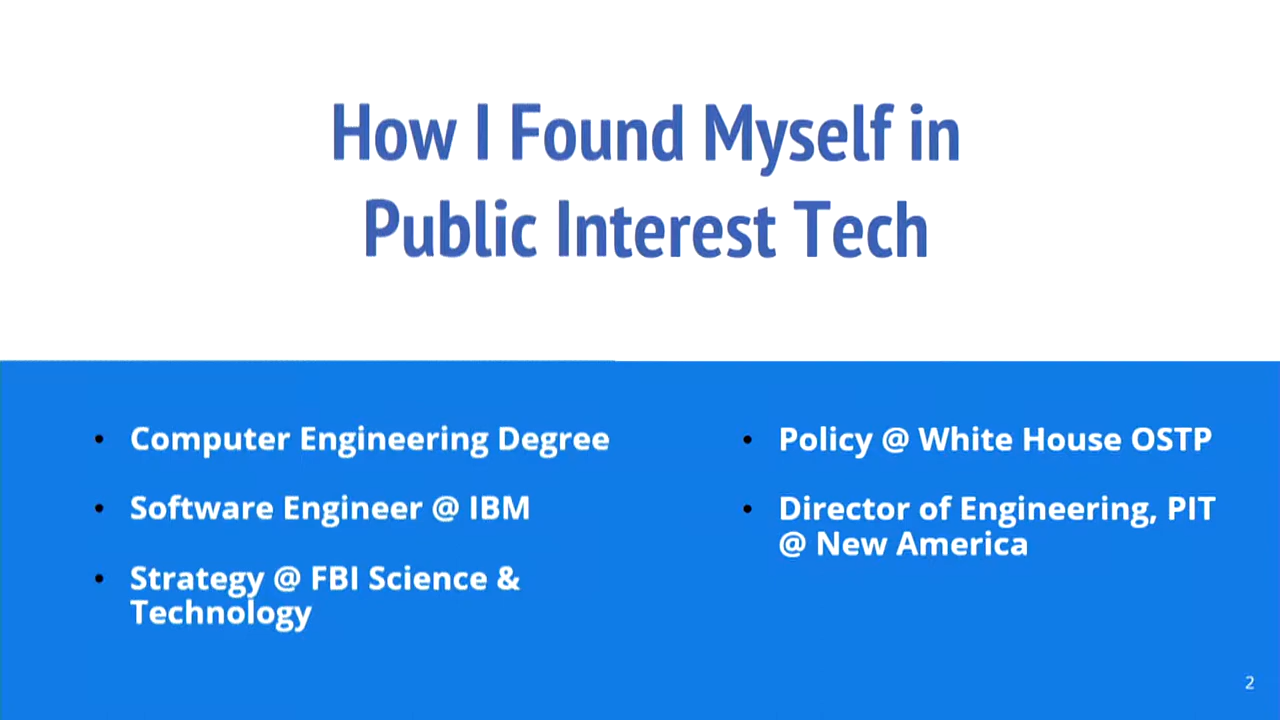 How I Found Myself in
Public Interest Tech
• Computer Engineering Degree
• Software Engineer @ IBM
• Strategy @ FBI Science &
Technology
• Policy @ White House OSTP
• Director of Engineering, PIT
@ New America
2